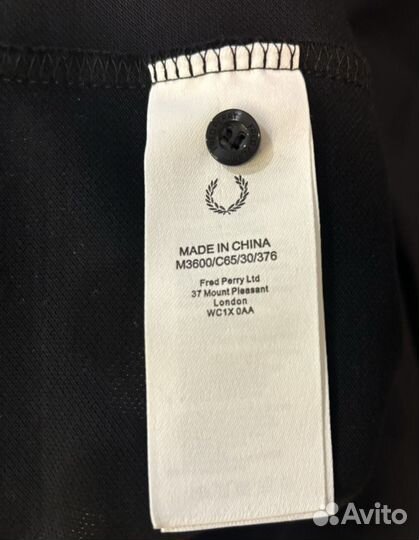 MADE IN CHINA
M3600/C65/30/376
Fred Perry Ltd
37 Mount Pleasant
London
WC1X 0AA
Avito